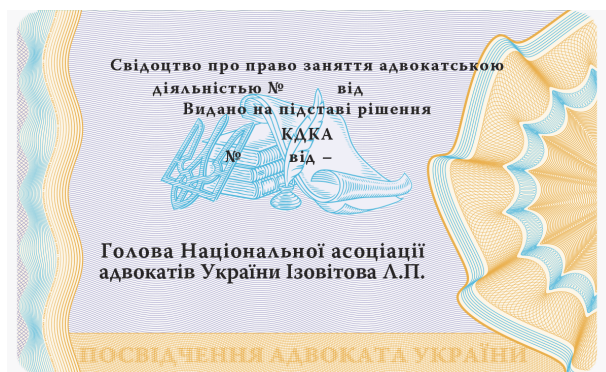 Свідоцтво про право заняття адвокатською
діяльністю № від
Видано на підставі рішення
КДКА
№ від –
Голова Національної асоціації
адвокатів України Ізовітова Л.П.
ПОСВІДЧЕННЯ АДВОКАТА УКРАЇНИ